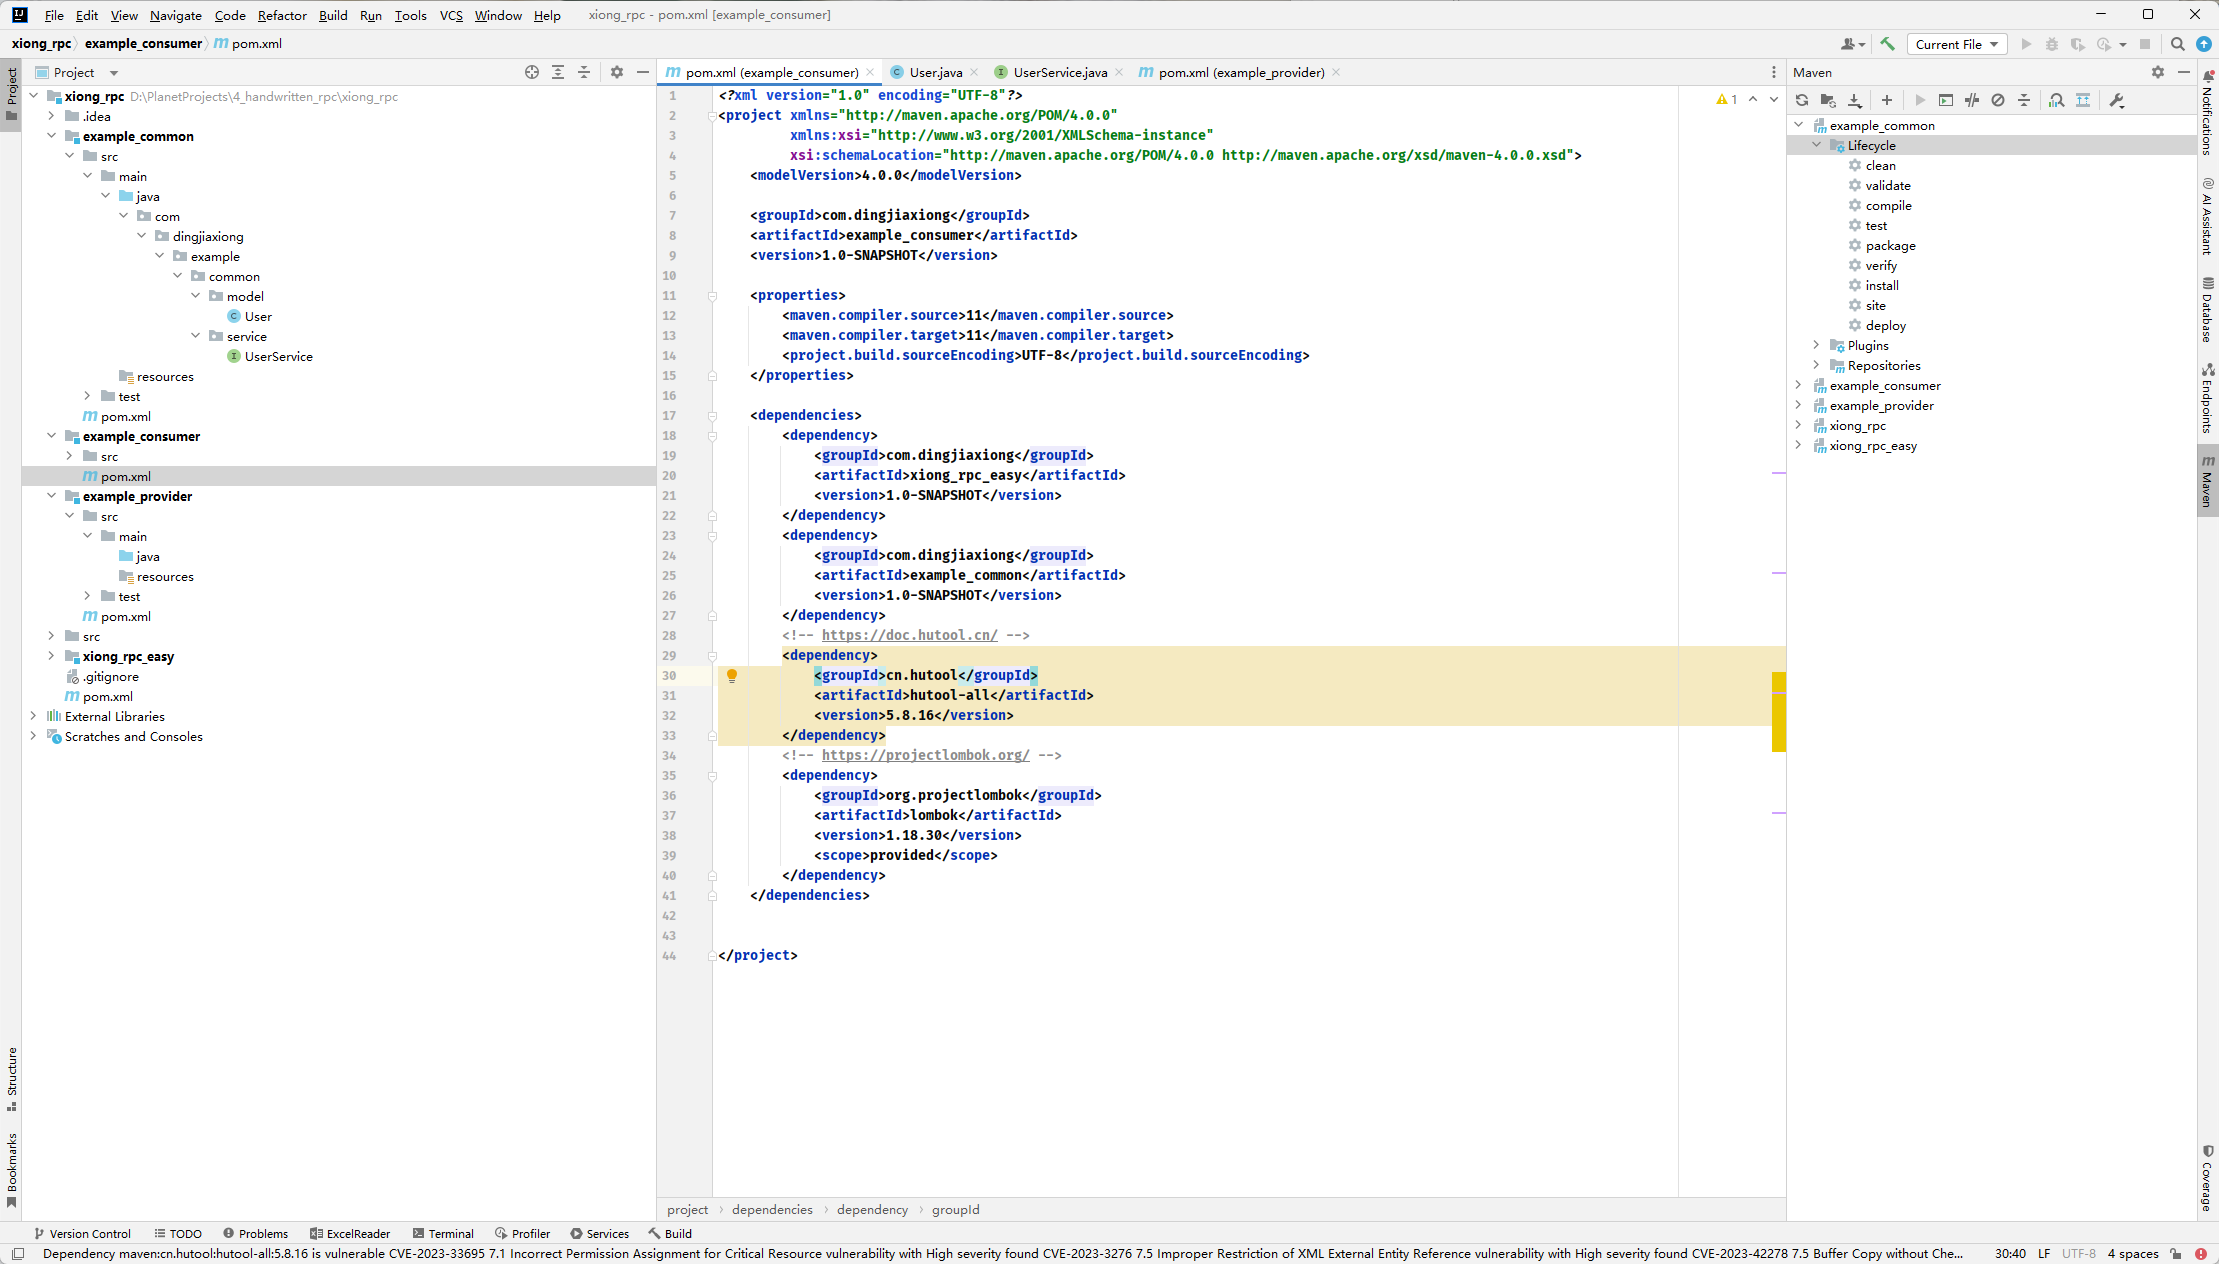 File Edit View Navigate Code Refactor Build Run Tools VCS Window Help xiong_rpc - pom.xml [example_consumer]
xiong_rpc example_consumer pom.xml
Current File
Project
xiong_rpc D:\PlanetProjects\4_handwritten_rpc\xiong_rpc
.idea
example_common
src
main
java
com
dingjiaxiong
example
common
model
User
service
UserService
resources
test
pom.xml
example_consumer
src
pom.xml
example_provider
src
main
java
resources
test
pom.xml
src
xiong_rpc_easy
.gitignore
pom.xml
External Libraries
Scratches and Consoles
pom.xml (example_consumer) User.java UserService.java pom.xml (example_provider)
1 <?xml version="1.0" encoding="UTF-8"?>
2 <project xmlns="http://maven.apache.org/POM/4.0.0"
3 xmlns:xsi="http://www.w3.org/2001/XMLSchema-instance"
4 xsi:schemaLocation="http://maven.apache.org/POM/4.0.0 http://maven.apache.org/xsd/maven-4.0.0.xsd">
5 <modelVersion>4.0.0</modelVersion>
6
7 <groupId>com.dingjiaxiong</groupId>
8 <artifactId>example_consumer</artifactId>
9 <version>1.0-SNAPSHOT</version>
10
11 <properties>
12 <maven.compiler.source>11</maven.compiler.source>
13 <maven.compiler.target>11</maven.compiler.target>
14 <project.build.sourceEncoding>UTF-8</project.build.sourceEncoding>
15 </properties>
16
17 <dependencies>
18 <dependency>
19 <groupId>com.dingjiaxiong</groupId>
20 <artifactId>xiong_rpc_easy</artifactId>
21 <version>1.0-SNAPSHOT</version>
22 </dependency>
23 <dependency>
24 <groupId>com.dingjiaxiong</groupId>
25 <artifactId>example_common</artifactId>
26 <version>1.0-SNAPSHOT</version>
27 </dependency>
28 <!-- https://doc.hutool.cn/ -->
29 <dependency>
30 <groupId>cn.hutool</groupId>
31 <artifactId>hutool-all</artifactId>
32 <version>5.8.16</version>
33 </dependency>
34 <!-- https://projectlombok.org/ -->
35 <dependency>
36 <groupId>org.projectlombok</groupId>
37 <artifactId>lombok</artifactId>
38 <version>1.18.30</version>
39 <scope>provided</scope>
40 </dependency>
41 </dependencies>
42
43
44 </project>
1
project dependencies dependency groupId
Maven
example_common
Lifecycle
clean
validate
compile
test
package
verify
install
site
deploy
Plugins
Repositories
example_consumer
example_provider
xiong_rpc
xiong_rpc_easy
Project
Structure
Bookmarks
Notifications
AI Assistant
Database
Endpoints
Maven
Coverage
Version Control TODO Problems ExcelReader Terminal Profiler Services Build
Dependency maven:cn.hutool:hutool-all:5.8.16 is vulnerable CVE-2023-33695 7.1 Incorrect Permission Assignment for Critical Resource vulnerability with High severity found CVE-2023-3276 7.5 Improper Restriction of XML External Entity Reference vulnerability with High severity found CVE-2023-42278 7.5 Buffer Copy without Che... 30:40 LF UTF-8 4 spaces